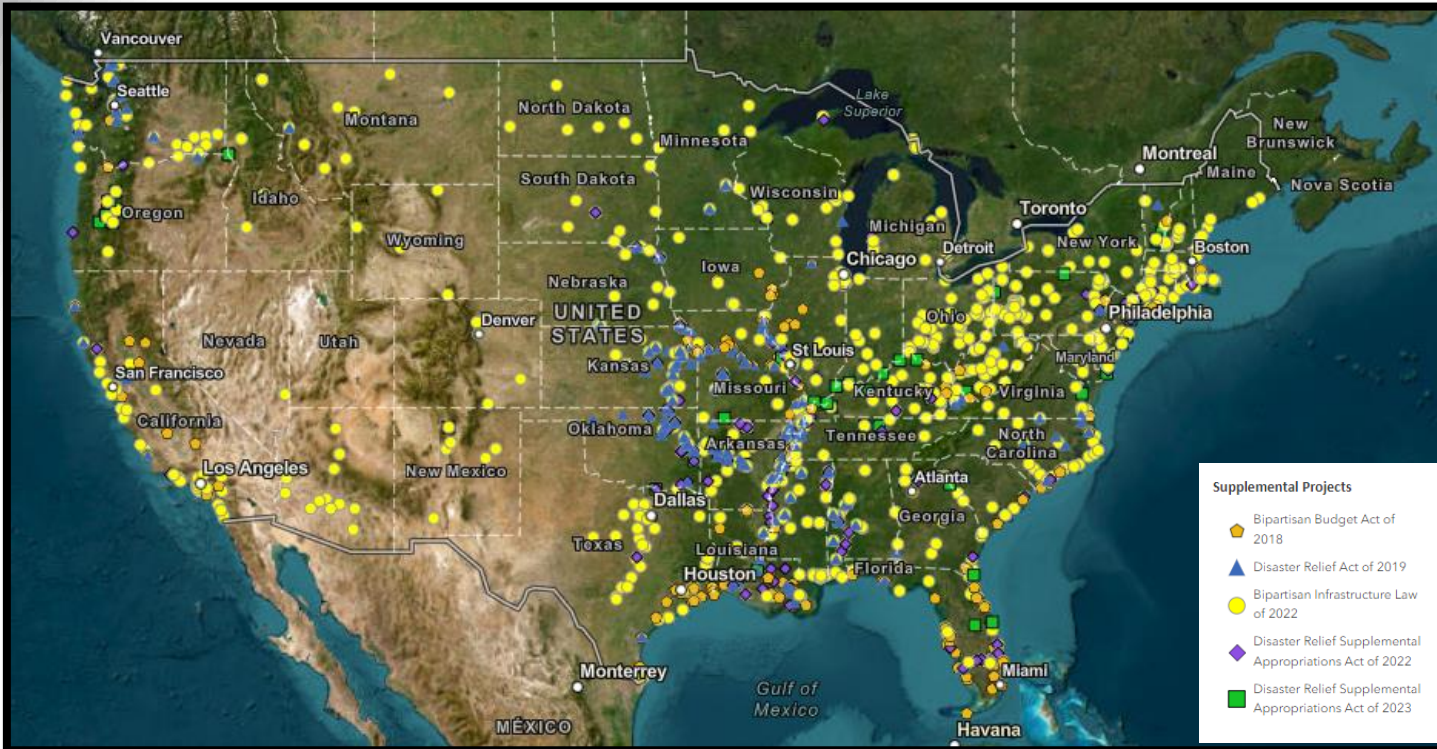 Vancouver
Seattle
Montana
North Dakota
Minnesota
Lake
Superior
Montreal
New
Brunswick
Maine
Nova Scotia
Oregon
Idaho
Wyoming
South Dakota
Wisconsin
Michigan
Toronto
New York
Boston
Detroit
Chicago
Iowa
Nebraska
UNITED
STATES
Ohio
Philadelphia
Nevada
Utah
Denver
Kansas
St Louis
Missouri
Kentucky
Maryland
Virginia
San Francisco
California
Oklahoma
Arkansas
Tennessee
North
Carolina
Los Angeles
New Mexico
Dallas
Atlanta
Georgia
Texas
Louisiana
Houston
Florida
Monterrey
MÉXICO
Gulf of
Mexico
Miami
Havana
Supplemental Projects
Bipartisan Budget Act of
2018
Disaster Relief Act of 2019
Bipartisan Infrastructure Law
of 2022
Disaster Relief Supplemental
Appropriations Act of 2022
Disaster Relief Supplemental
Appropriations Act of 2023